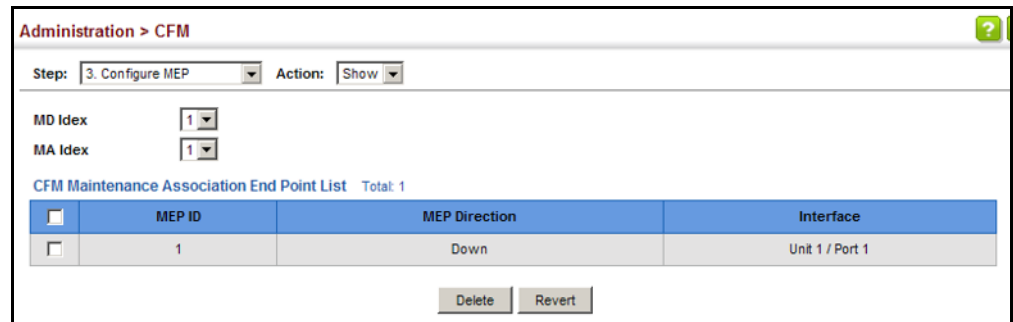 Administration > CFM
?
Step: 3. Configure MEP Action: Show
MD Idex 1
MA Idex 1
CFM Maintenance Association End Point List Total: 1
MEP ID MEP Direction Interface
1 Down Unit 1 / Port 1
Delete Revert